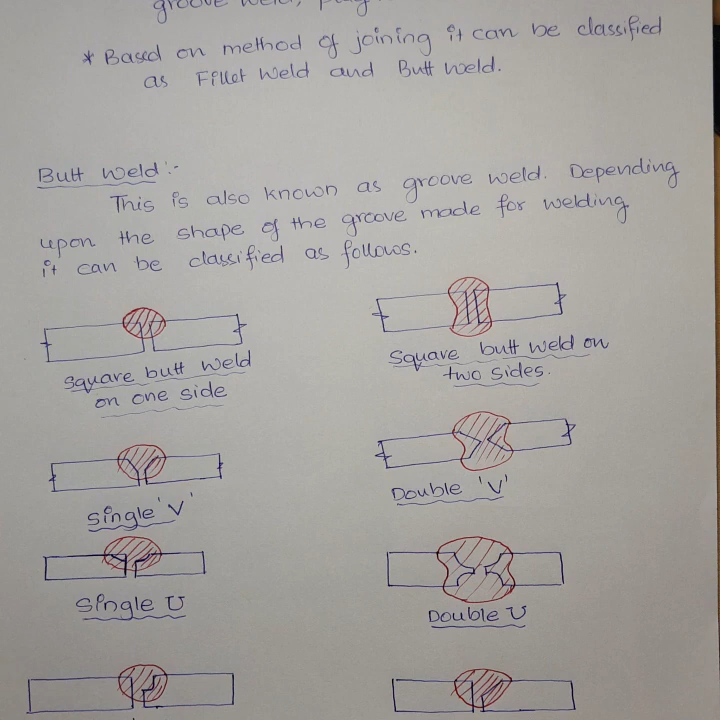 groove weld,
* Based on method of joining it can be classified
as Fillet Weld and Butt Weld.
Butt Weld :-
This is also known as groove weld. Depending
upon the shape of the groove made for welding
it can be classified as follows.
Square butt weld
on one side
Square butt weld on
two sides.
Single 'V'
Double 'V'
Single U
Double U